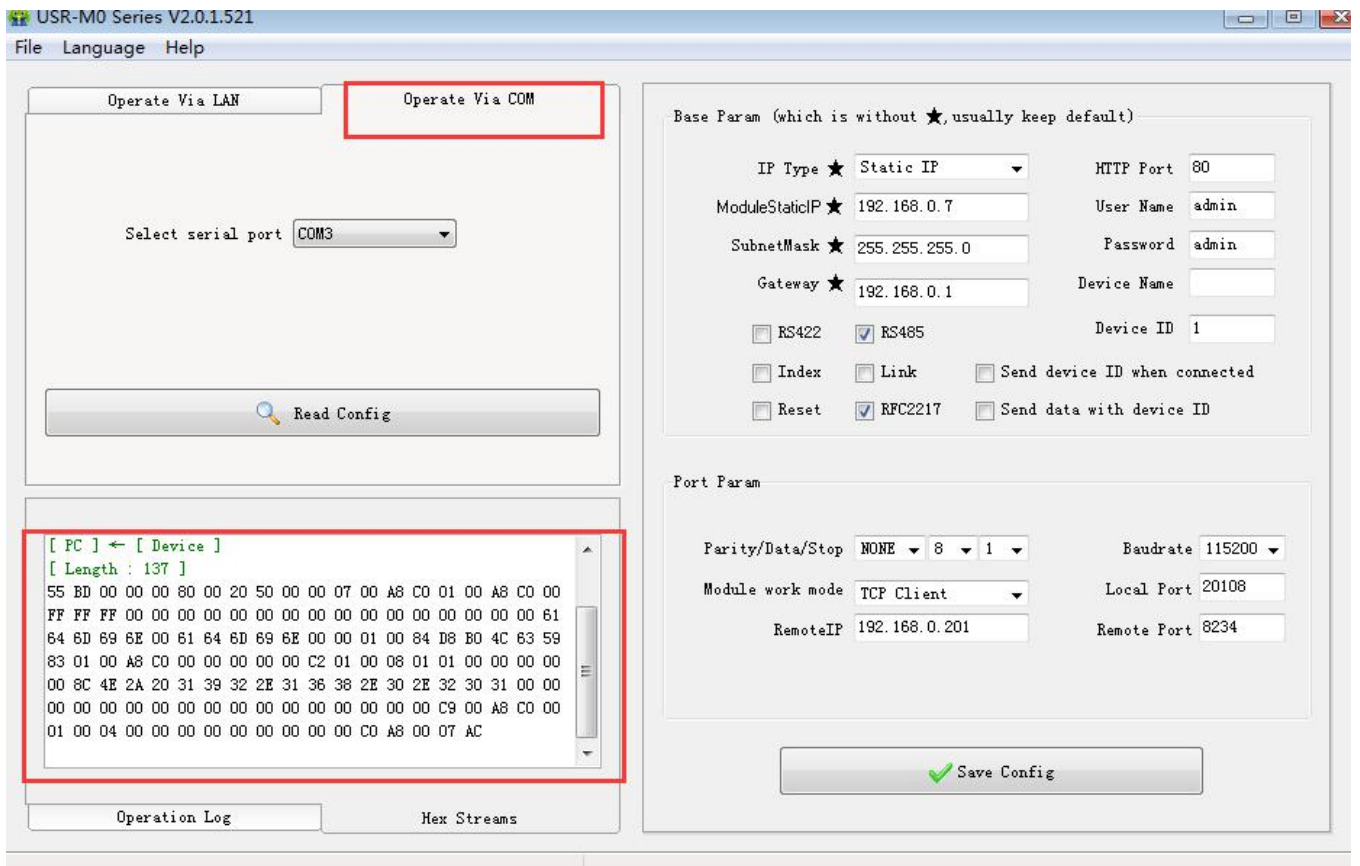 USR-M0 Series V2.0.1.521
File Language Help
Operate Via LAN
Operate Via COM
Select serial port COM3
Read Config
[ PC ] ← [ Device ]
[ Length : 137 ]
55 BD 00 00 00 80 00 20 50 00 00 07 00 A8 C0 01 00 A8 C0 00
FF FF FF 00 00 00 00 00 00 00 00 00 00 00 00 00 00 00 00 61
64 6D 69 6E 00 61 64 6D 69 6E 00 00 01 00 84 D8 B0 4C 63 59
83 01 00 A8 C0 00 00 00 00 00 C2 01 00 08 01 01 00 00 00 00
00 8C 4E 2A 20 31 39 32 2E 31 36 38 2E 30 2E 32 30 31 00 00
00 00 00 00 00 00 00 00 00 00 00 00 00 00 00 C9 00 A8 C0 00
01 00 04 00 00 00 00 00 00 00 00 00 C0 A8 00 07 AC
Operation Log
Hex Streams
Base Param (which is without ★,usually keep default)
IP Type ★ Static IP
HTTP Port 80
ModuleStaticIP ★ 192.168.0.7
User Name admin
SubnetMask ★ 255.255.255.0
Password admin
Gateway ★ 192.168.0.1
Device Name
RS422 RS485
Device ID 1
Index Link Send device ID when connected
Reset RFC2217 Send data with device ID
Port Param
Parity/Data/Stop NONE 8 1
Baudrate 115200
Module work mode TCP Client
Local Port 20108
RemoteIP 192.168.0.201
Remote Port 8234
Save Config